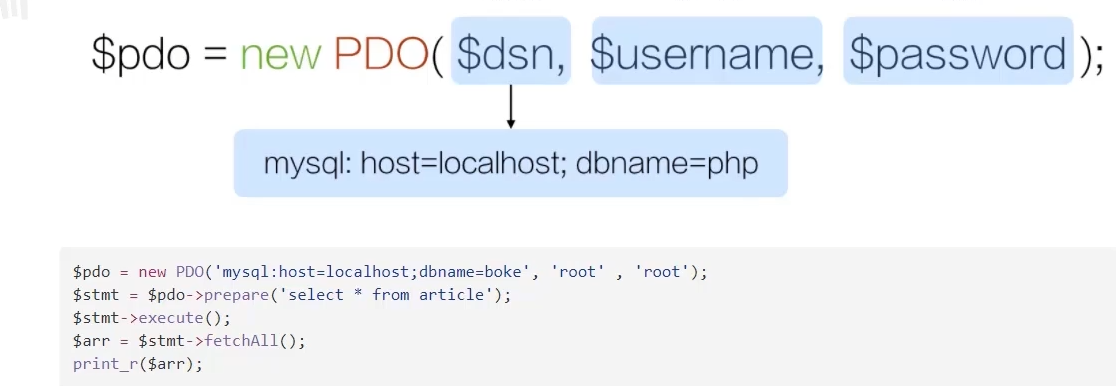 $pdo = new PDO( $dsn, $username, $password );
mysql: host=localhost; dbname=php
$pdo = new PDO('mysql:host=localhost;dbname=boke', 'root' , 'root');
$stmt = $pdo->prepare('select * from article');
$stmt->execute();
$arr = $stmt->fetchAll();
print_r($arr);